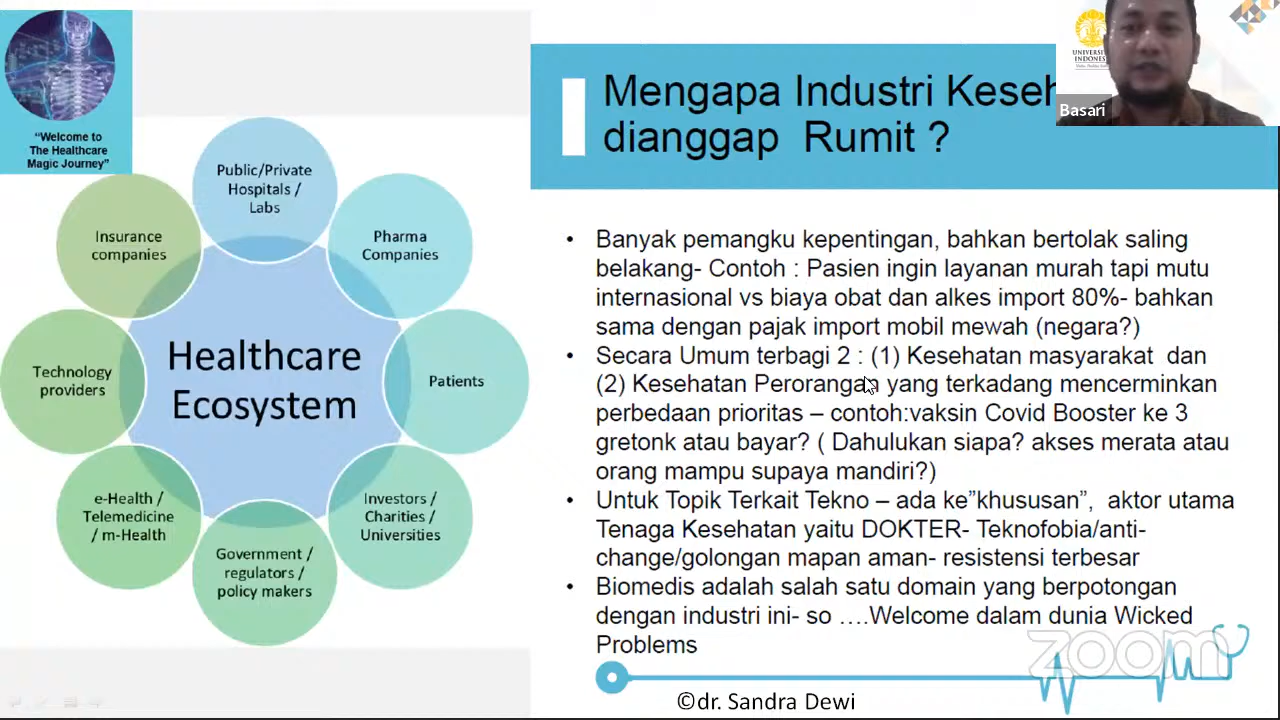 “Welcome to
The Healthcare
Magic Journey”
Public/Private
Hospitals /
Labs
Pharma
Companies
Patients
Investors /
Charities /
Universities
Government /
regulators /
policy makers
e-Health /
Telemedicine
/ m-Health
Technology
providers
Insurance
companies
Healthcare
Ecosystem
Mengapa Industri Keseh
dianggap Rumit ?
Basari
• Banyak pemangku kepentingan, bahkan bertolak saling
belakang- Contoh : Pasien ingin layanan murah tapi mutu
internasional vs biaya obat dan alkes import 80%- bahkan
sama dengan pajak import mobil mewah (negara?)
• Secara Umum terbagi 2 : (1) Kesehatan masyarakat dan
(2) Kesehatan Perorangan yang terkadang mencerminkan
perbedaan prioritas – contoh:vaksin Covid Booster ke 3
gretonk atau bayar? ( Dahulukan siapa? akses merata atau
orang mampu supaya mandiri?)
• Untuk Topik Terkait Tekno – ada ke”khususan”, aktor utama
Tenaga Kesehatan yaitu DOKTER- Teknofobia/anti-
change/golongan mapan aman- resistensi terbesar
• Biomedis adalah salah satu domain yang berpotongan
dengan industri ini- so ….Welcome dalam dunia Wicked
Problems
zoom
©dr. Sandra Dewi